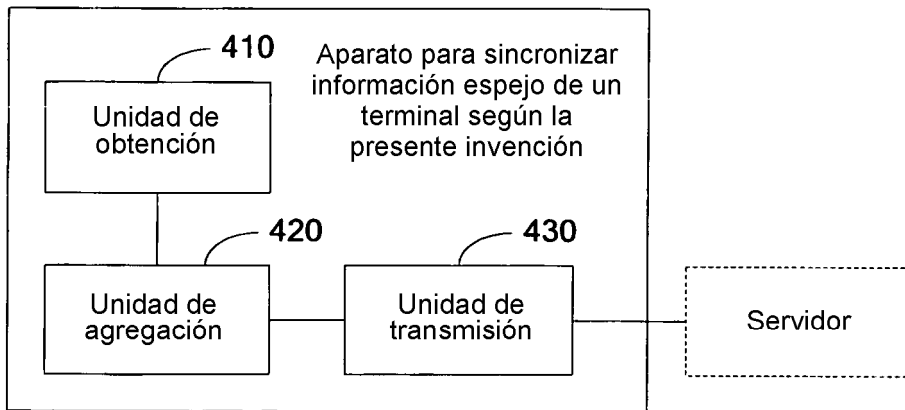 410
Aparato para sincronizar
información espejo de un
terminal según la
presente invención
Unidad de
obtención
420
430
Unidad de
agregación
Unidad de
transmisión
Servidor